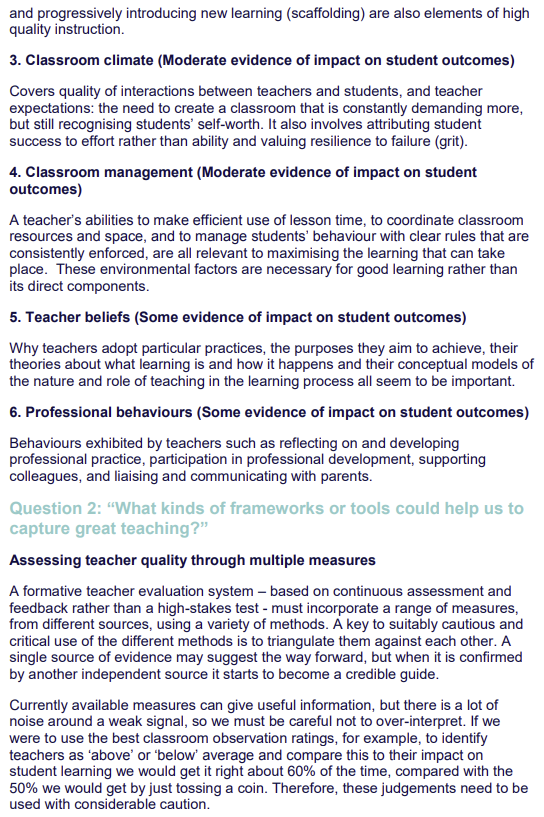 and progressively introducing new learning (scaffolding) are also elements of high
quality instruction.
3. Classroom climate (Moderate evidence of impact on student outcomes)
Covers quality of interactions between teachers and students, and teacher
expectations: the need to create a classroom that is constantly demanding more,
but still recognising students’ self-worth. It also involves attributing student
success to effort rather than ability and valuing resilience to failure (grit).
4. Classroom management (Moderate evidence of impact on student
outcomes)
A teacher’s abilities to make efficient use of lesson time, to coordinate classroom
resources and space, and to manage students’ behaviour with clear rules that are
consistently enforced, are all relevant to maximising the learning that can take
place.  These environmental factors are necessary for good learning rather than
its direct components.
5. Teacher beliefs (Some evidence of impact on student outcomes)
Why teachers adopt particular practices, the purposes they aim to achieve, their
theories about what learning is and how it happens and their conceptual models of
the nature and role of teaching in the learning process all seem to be important.
6. Professional behaviours (Some evidence of impact on student outcomes)
Behaviours exhibited by teachers such as reflecting on and developing
professional practice, participation in professional development, supporting
colleagues, and liaising and communicating with parents.
Question 2: “What kinds of frameworks or tools could help us to
capture great teaching?”
Assessing teacher quality through multiple measures
A formative teacher evaluation system – based on continuous assessment and
feedback rather than a high-stakes test - must incorporate a range of measures,
from different sources, using a variety of methods. A key to suitably cautious and
critical use of the different methods is to triangulate them against each other. A
single source of evidence may suggest the way forward, but when it is confirmed
by another independent source it starts to become a credible guide.
Currently available measures can give useful information, but there is a lot of
noise around a weak signal, so we must be careful not to over-interpret. If we
were to use the best classroom observation ratings, for example, to identify
teachers as ‘above’ or ‘below’ average and compare this to their impact on
student learning we would get it right about 60% of the time, compared with the
50% we would get by just tossing a coin. Therefore, these judgements need to be
used with considerable caution.